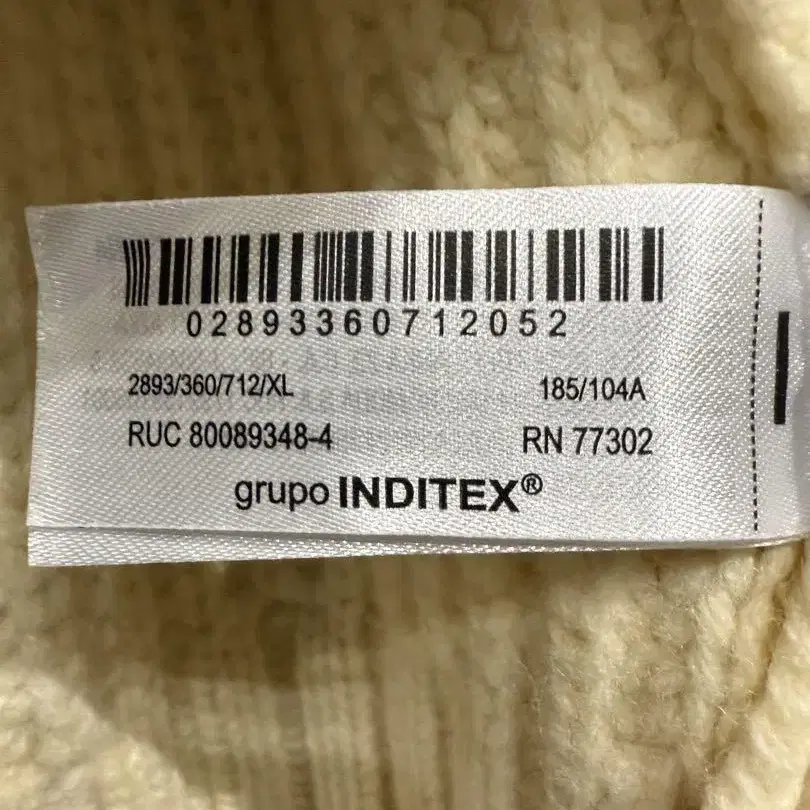 02893360712052
2893/360/712/XL 185/104A
RUC 80089348-4 RN 77302
grupo INDITEX®